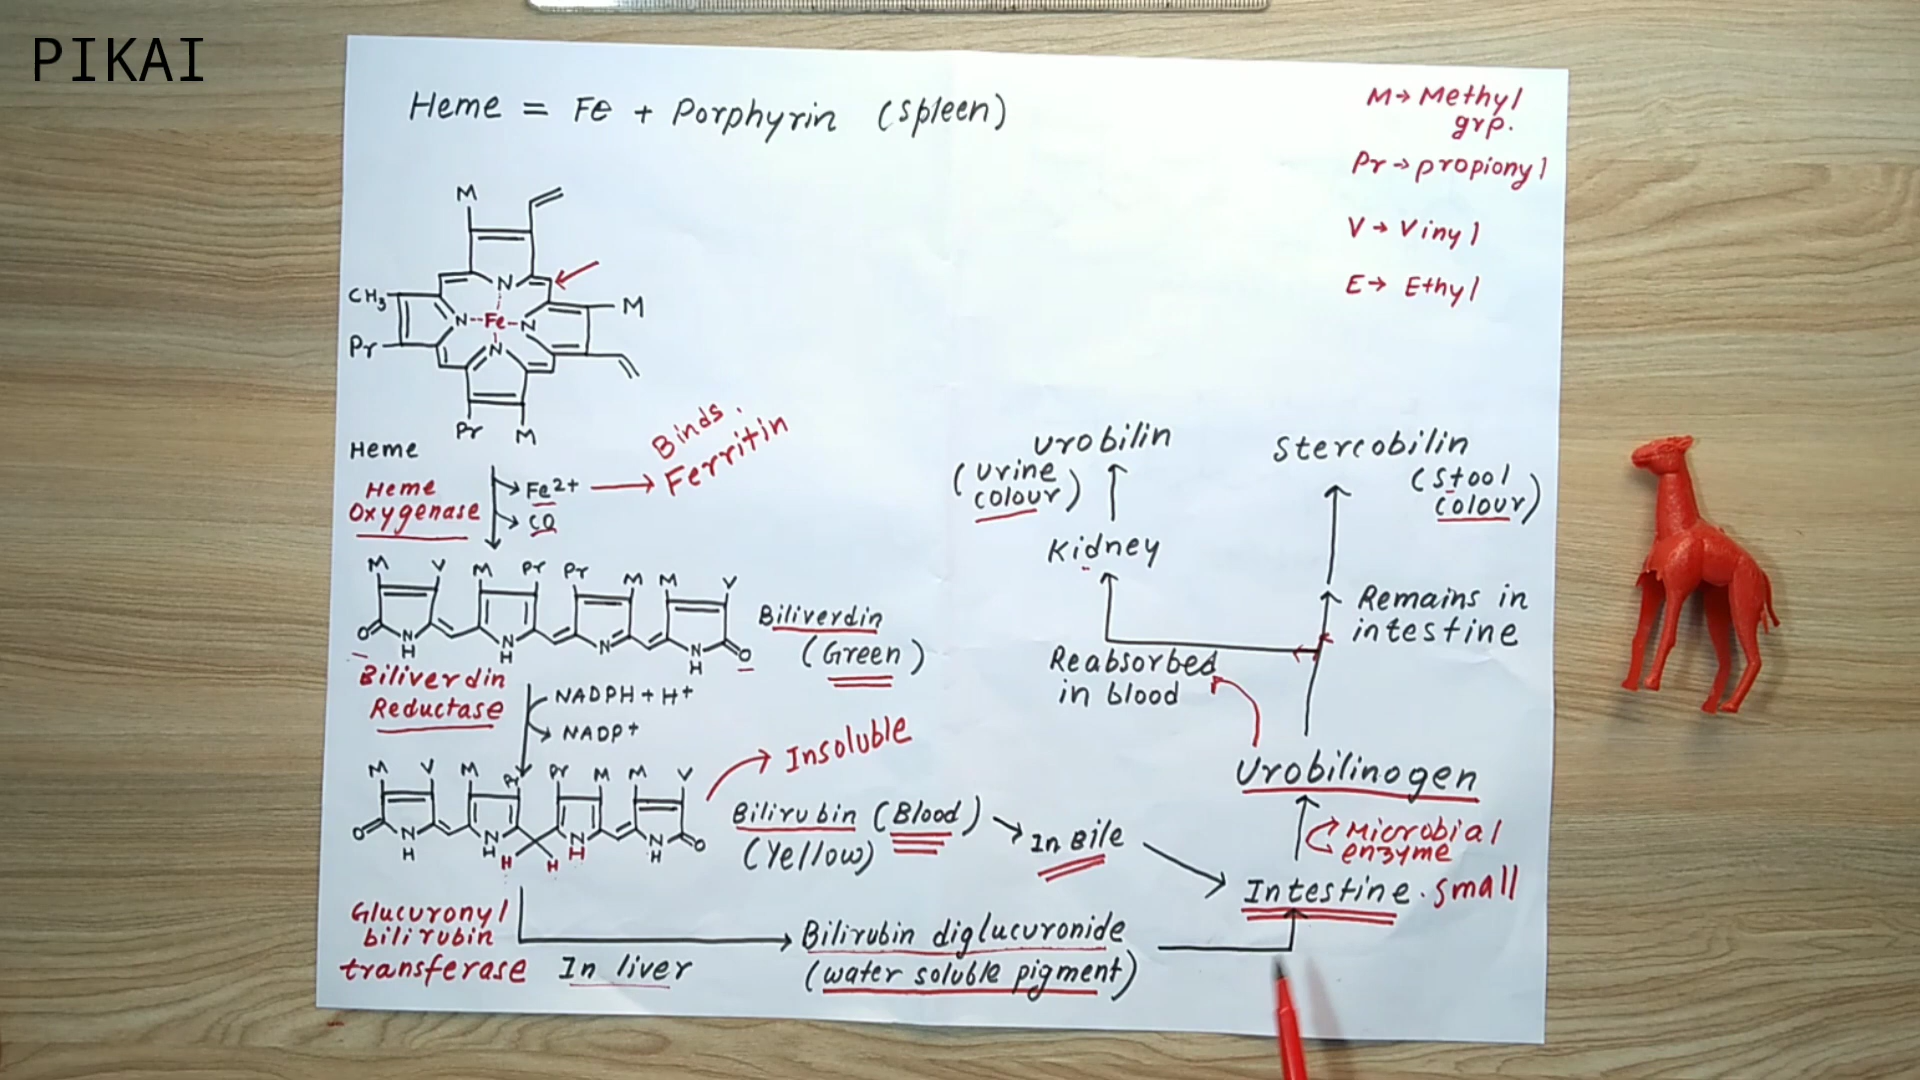 PIKAI
Heme = Fe + Porphyrin (spleen)
M→ Methyl
grp.
Pr→ propionyl
V→ Vinyl
E→ Ethyl
M
N
CH3
M
N--Fe-N
Pr
N
Pr
M
Heme
Binds.
Ferritin
Heme
Oxygenase
Fe2+
CO
M V M Pr Pr M M V
O N N N N O
H H H
Biliverdin
(Green)
Biliverdin
Reductase
NADPH + H+
NADP+
Insoluble
M V M Pr Pr M M V
O N N N N O
H H H H H H
Bilirubin (Blood)
(Yellow)
In Bile
Glucuronyl
bilirubin
transferase
In liver
Bilirubin diglucuronide
(water soluble pigment)
Intestine. small
Microbial
enzyme
Urobilinogen
Reabsorbed
in blood
Remains in
intestine
Kidney
urobilin
(urine
colour)
Stercobilin
(stool
colour)